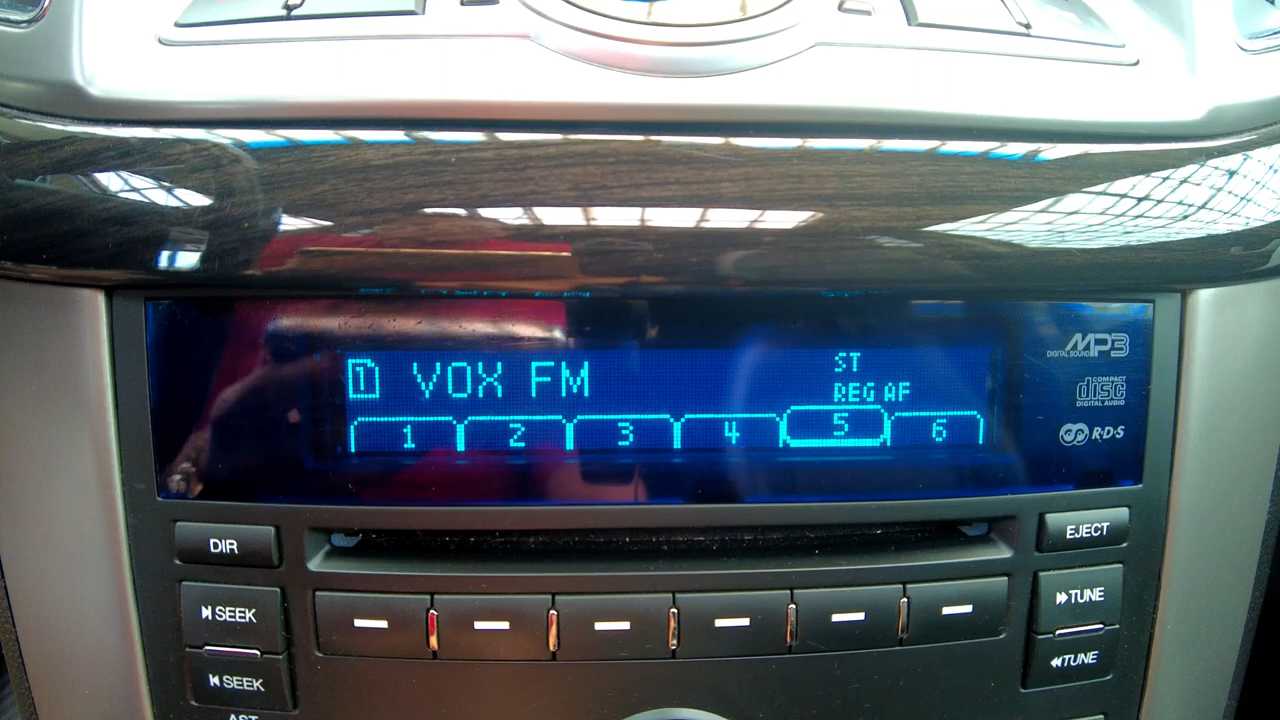 1 VOX FM
ST
REG AF
1 2 3 4 5 6
DIGITAL SOUND MP3
COMPACT
disc
DIGITAL AUDIO
R·D·S
DIR
EJECT
SEEK
TUNE
SEEK
TUNE
AST